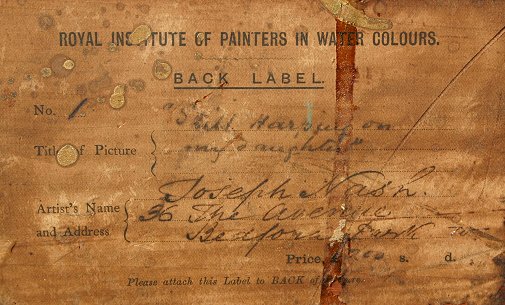 ROYAL INSTITUTE OF PAINTERS IN WATER COLOURS.
BACK LABEL.
No. 1
"Still Harping on
Title of Picture
my daughter"
Joseph Nash.
Artist's Name
36 The Avenue
and Address
Bedford Park
Price, £ s. d.
Please attach this Label to BACK of Picture.